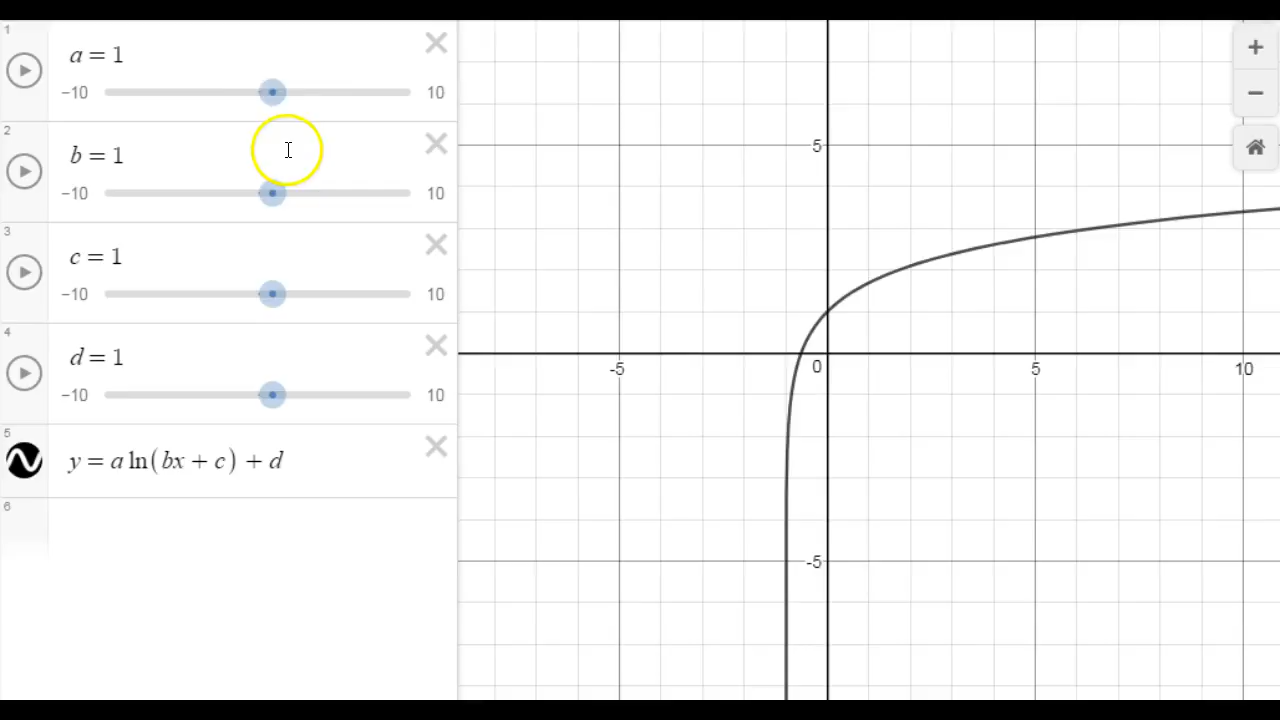 1
a = 1
−10 10
2
b = 1
−10 10
3
c = 1
−10 10
4
d = 1
−10 10
5
y = a ln(bx + c) + d
6
+
−
5
-5 0 5 10
-5